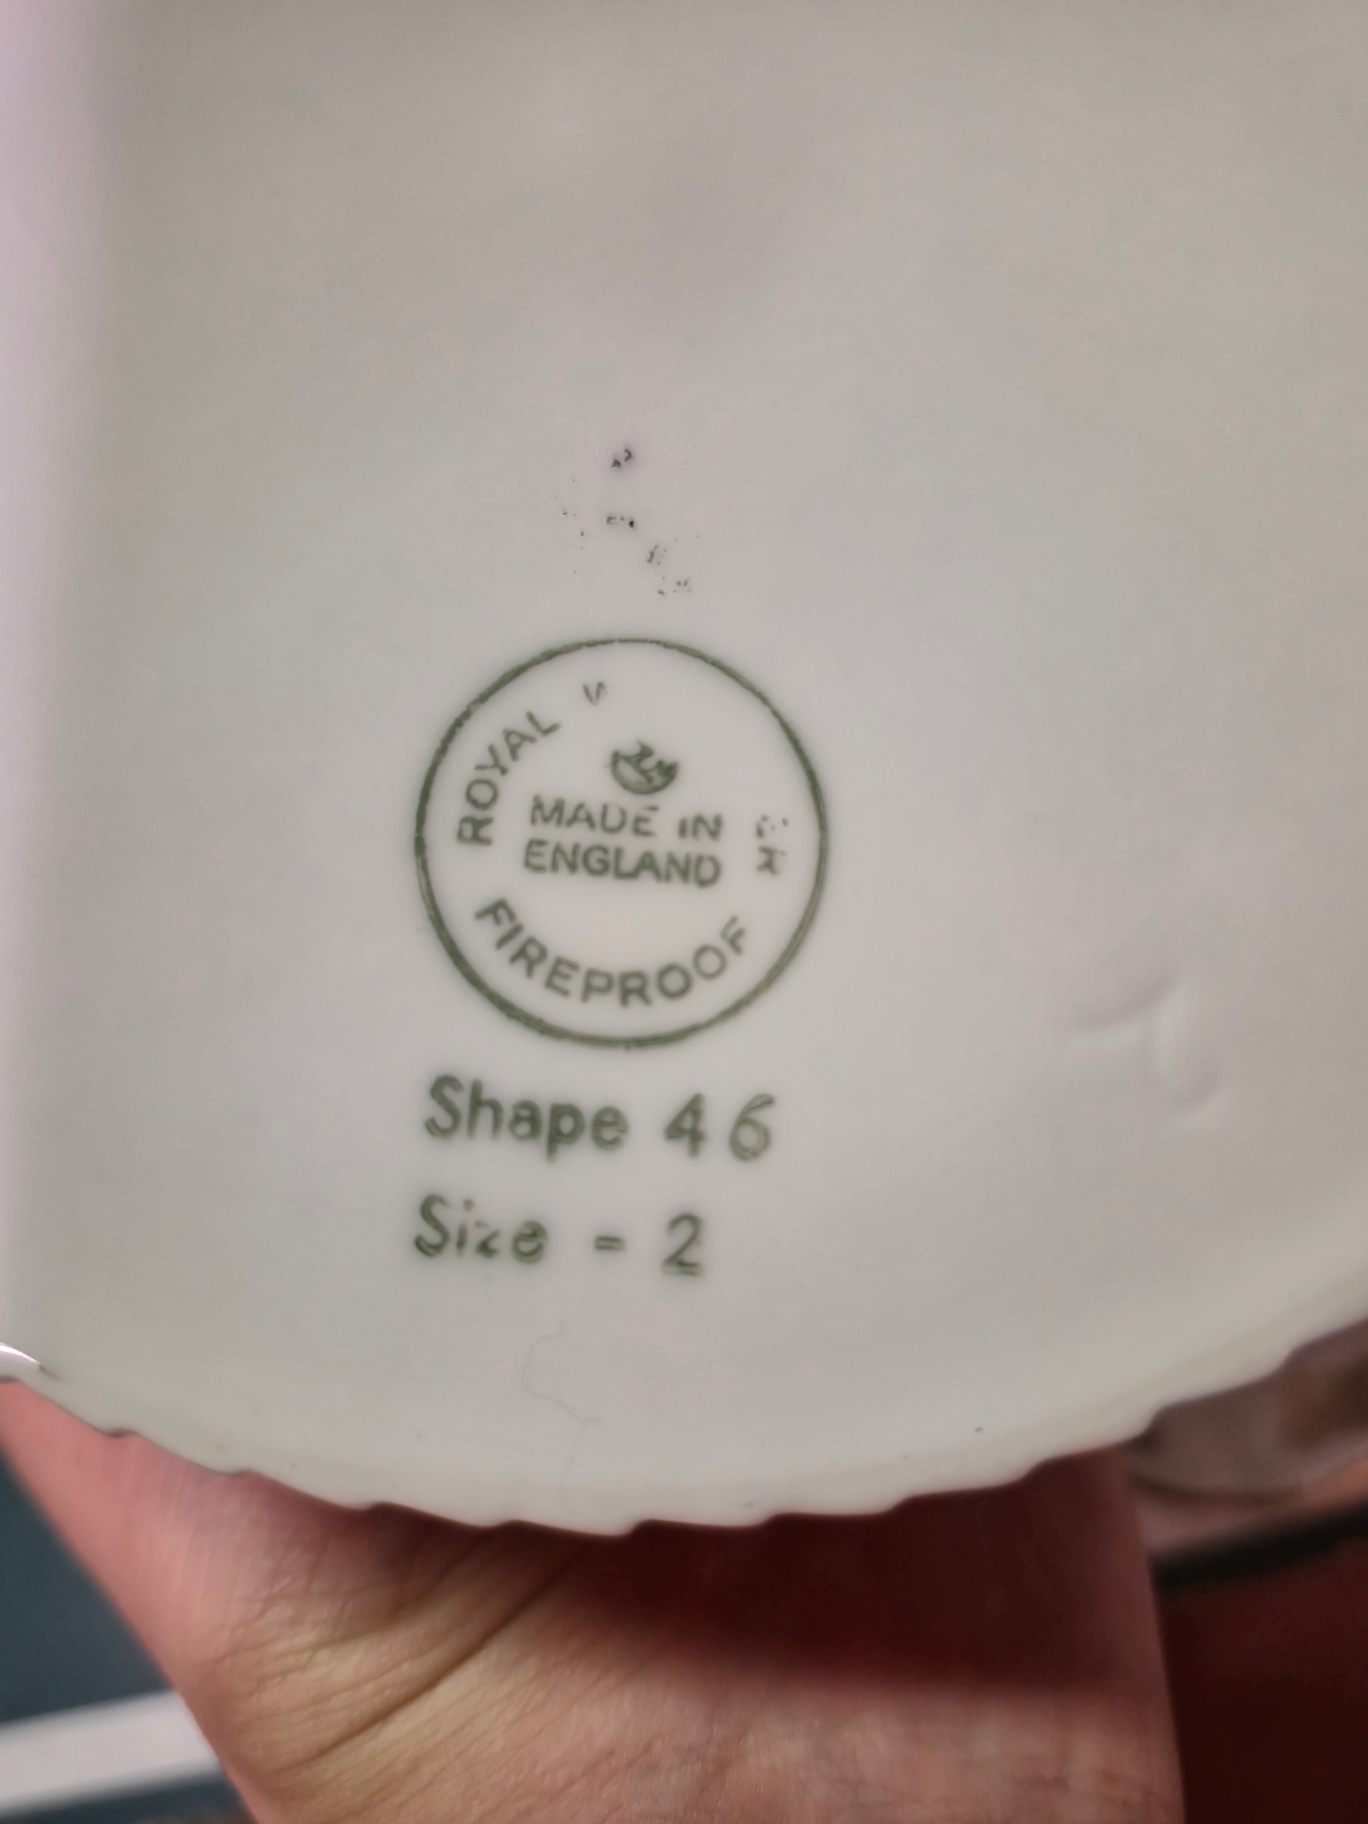 ROYAL W
MADE IN
ENGLAND
FIREPROOF
Shape 46
Size - 2